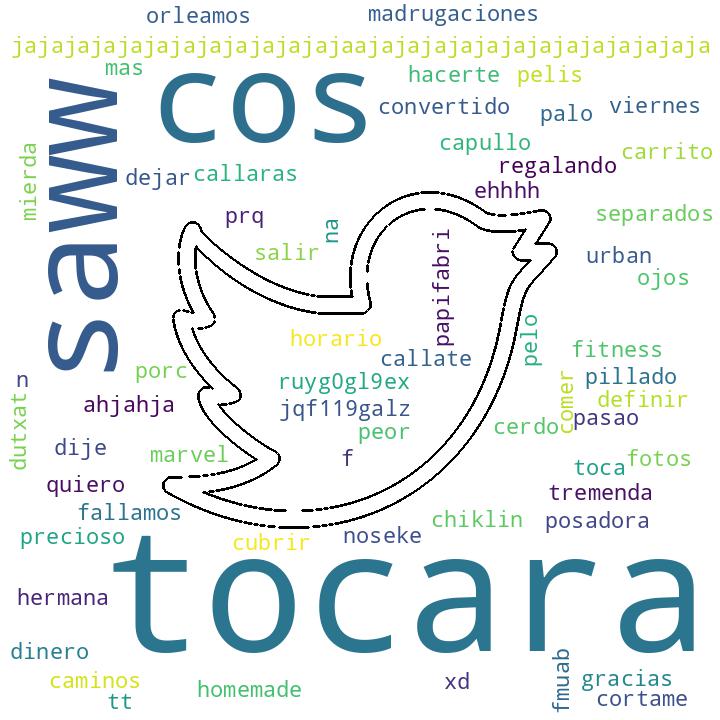 orleamos madrugaciones
jajajajajajajajajajajajajajaajajajajajajajajajajajajajajajaja
mas cos hacerte pelis
saww convertido palo viernes
mierda capullo carrito
dejar callaras regalando
ehhhh
prq na separados
salir papifabri urban
ojos
horario pelo fitness
callate
porc ruyg0gl9ex pillado
n jqf119galz comer definir
ahjahja pasao
dutxat peor cerdo
dije marvel f toca fotos
quiero tremenda
fallamos chiklin posadora
precioso cubrir noseke
tocara
hermana
dinero
caminos homemade xd fmuab gracias
tt cortame